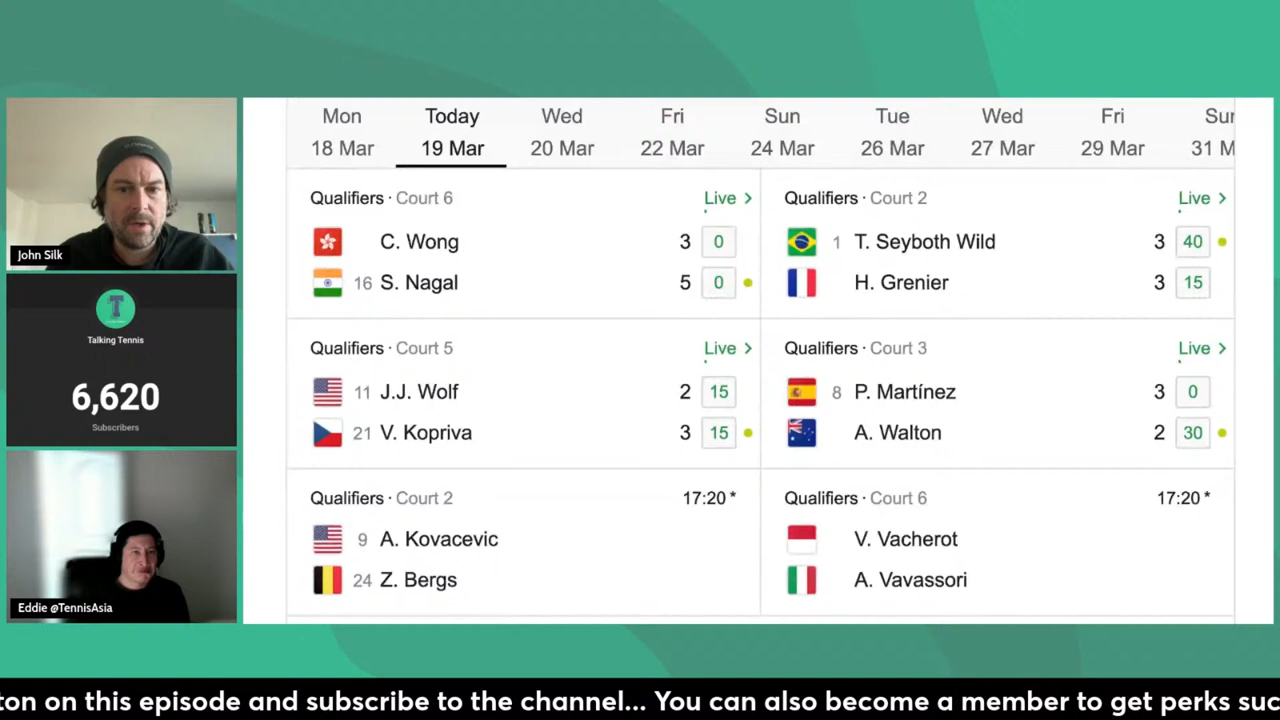 Mon
18 Mar
Today
19 Mar
Wed
20 Mar
Fri
22 Mar
Sun
24 Mar
Tue
26 Mar
Wed
27 Mar
Fri
29 Mar
Sur
31 M
Qualifiers · Court 6
Live >
C. Wong 3 0
16 S. Nagal 5 0
Qualifiers · Court 2
Live >
1 T. Seyboth Wild 3 40
H. Grenier 3 15
Qualifiers · Court 5
Live >
11 J.J. Wolf 2 15
21 V. Kopriva 3 15
Qualifiers · Court 3
Live >
8 P. Martínez 3 0
A. Walton 2 30
Qualifiers · Court 2
17:20 *
9 A. Kovacevic
24 Z. Bergs
Qualifiers · Court 6
17:20 *
V. Vacherot
A. Vavassori
John Silk
T
Talking Tennis
6,620
Subscribers
Eddie @TennisAsia
ton on this episode and subscribe to the channel... You can also become a member to get perks suc